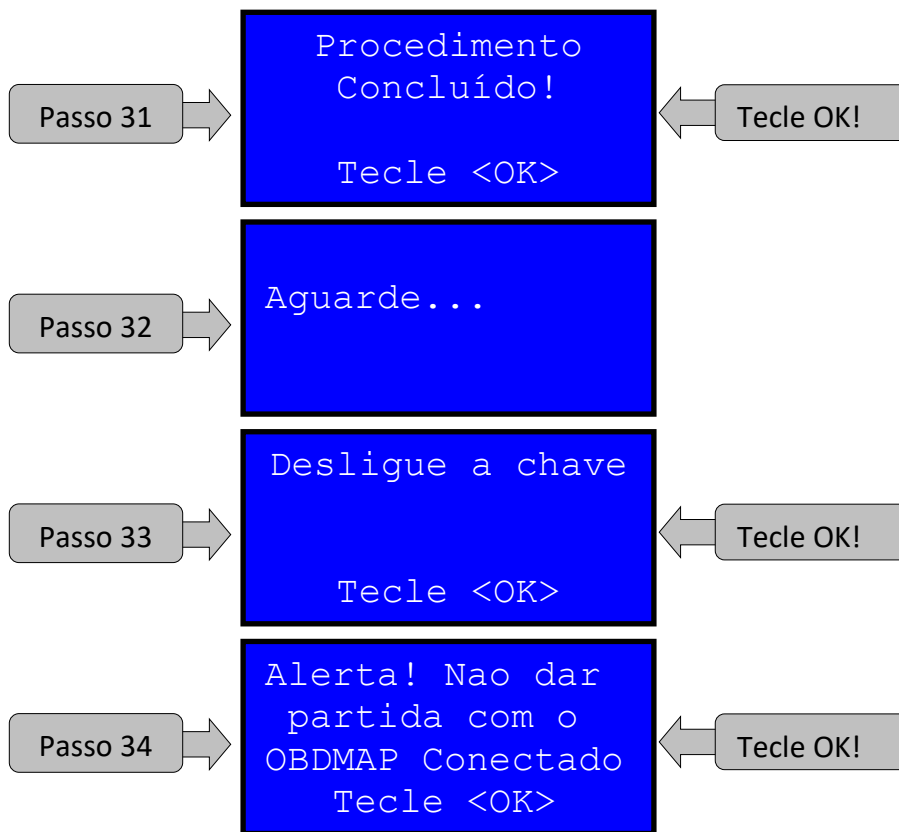 Procedimento
Concluído!
Passo 31
Tecle OK!
Tecle <OK>
Aguarde...
Passo 32
Desligue a chave
Passo 33
Tecle OK!
Tecle <OK>
Alerta! Nao dar
partida com o
Passo 34
Tecle OK!
OBDMAP Conectado
Tecle <OK>